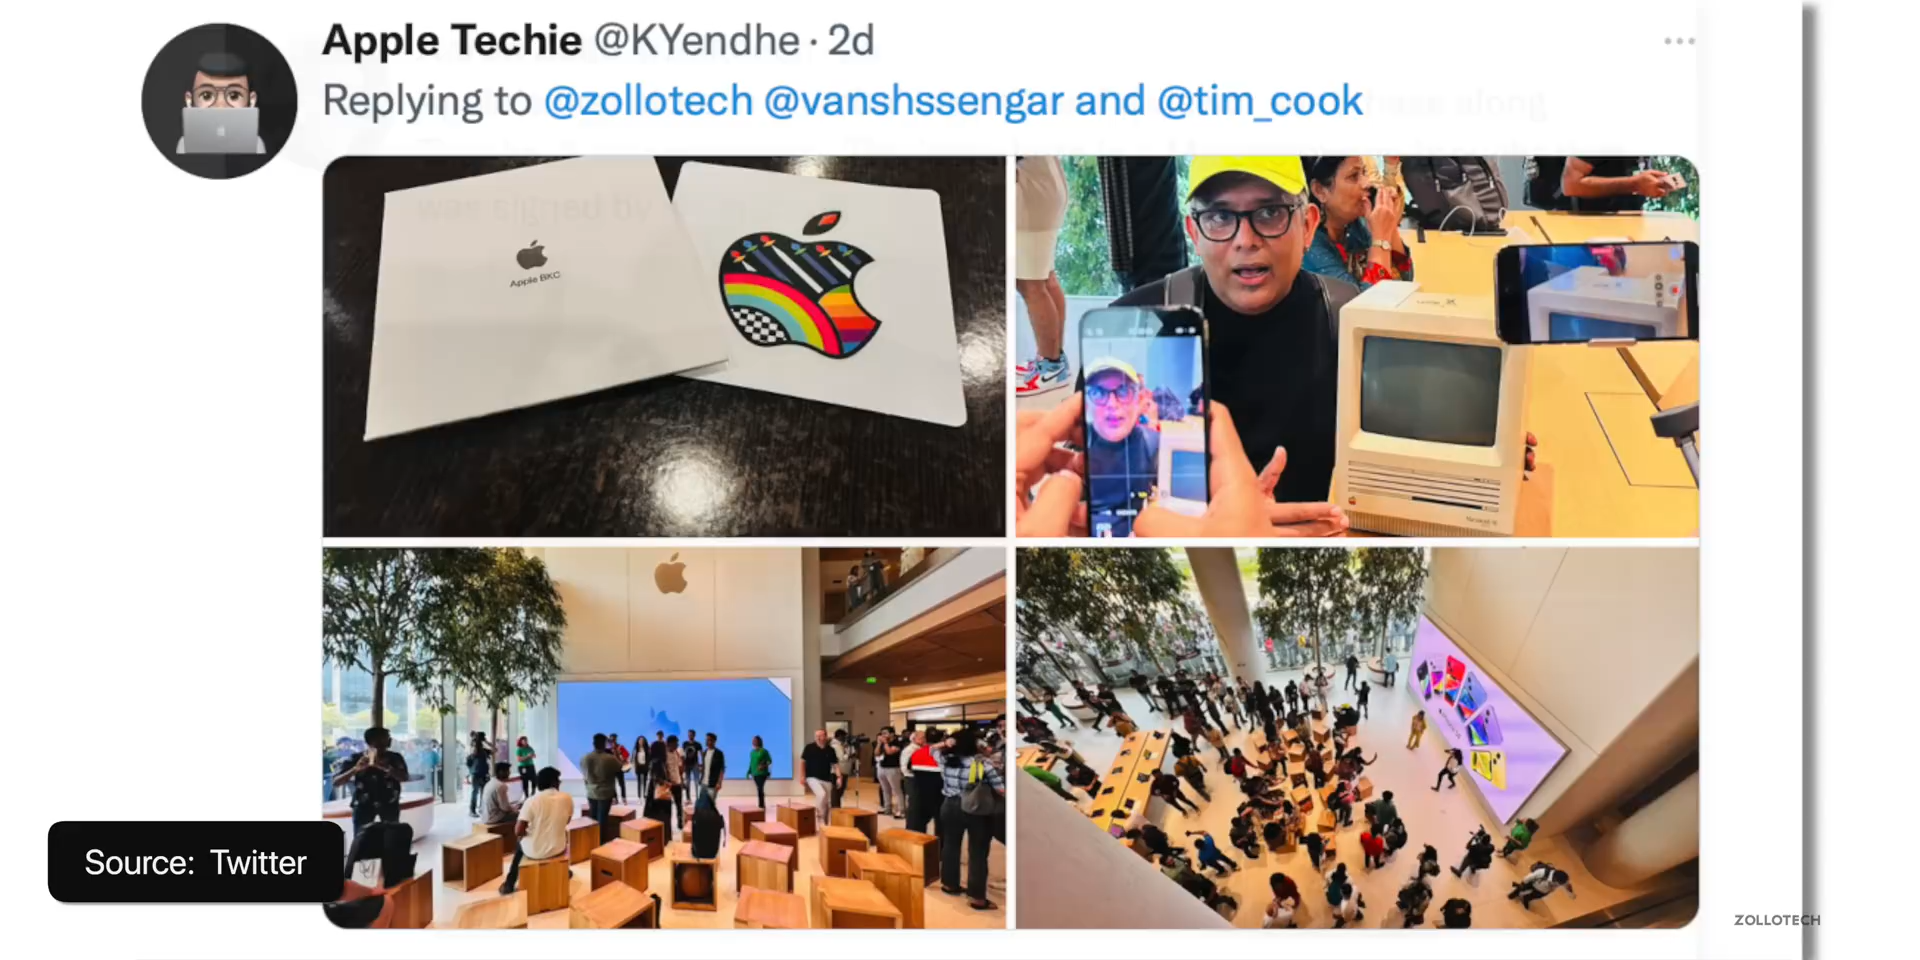 Apple Techie @KYendhe · 2d
Replying to @zollotech @vanshssengar and @tim_cook
Apple BKC
Source: Twitter
ZOLLOTECH